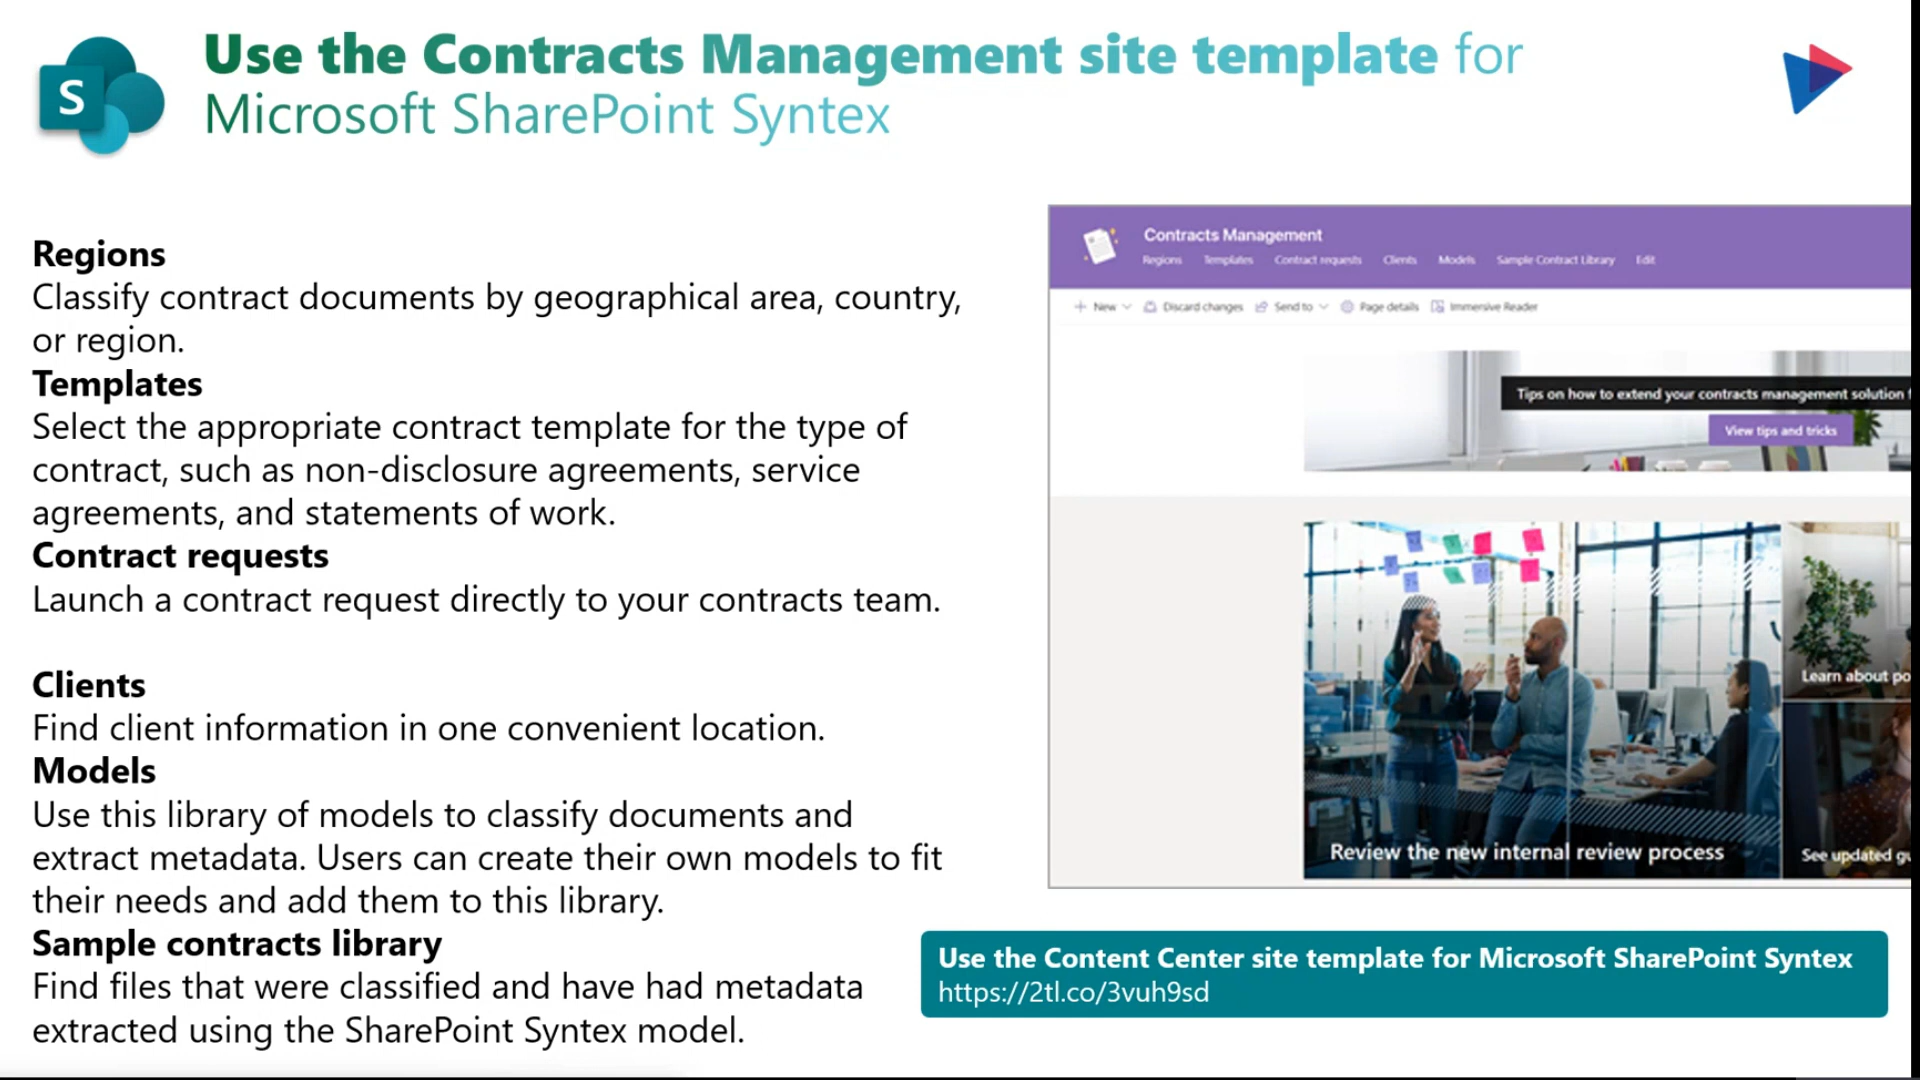 S
Use the Contracts Management site template for
Microsoft SharePoint Syntex
Regions
Classify contract documents by geographical area, country,
or region.
Templates
Select the appropriate contract template for the type of
contract, such as non-disclosure agreements, service
agreements, and statements of work.
Contract requests
Launch a contract request directly to your contracts team.
Clients
Find client information in one convenient location.
Models
Use this library of models to classify documents and
extract metadata. Users can create their own models to fit
their needs and add them to this library.
Sample contracts library
Find files that were classified and have had metadata
extracted using the SharePoint Syntex model.
Contracts Management
Regions Templates Contract requests Clients Models Sample Contract Library Edit
New Discard changes Send to Page details Immersive Reader
Tips on how to extend your contracts management solution
View tips and tricks
Learn about
Review the new internal review process
See updated
Use the Content Center site template for Microsoft SharePoint Syntex
https://2tl.co/3vuh9sd